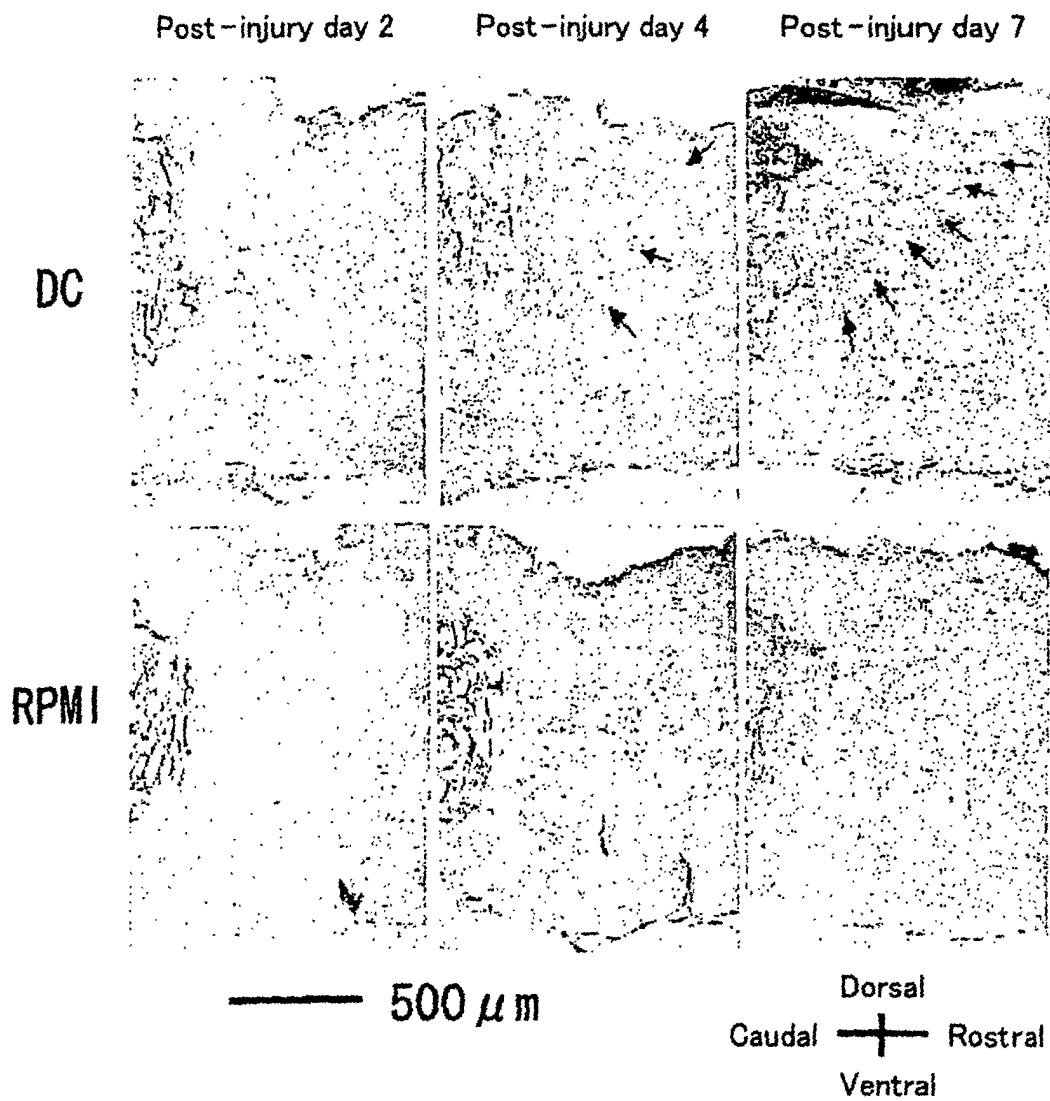 Post-injury day 2 Post-injury day 4 Post-injury day 7
DC
RPMI
500 μm
Dorsal
Caudal Rostral
Ventral